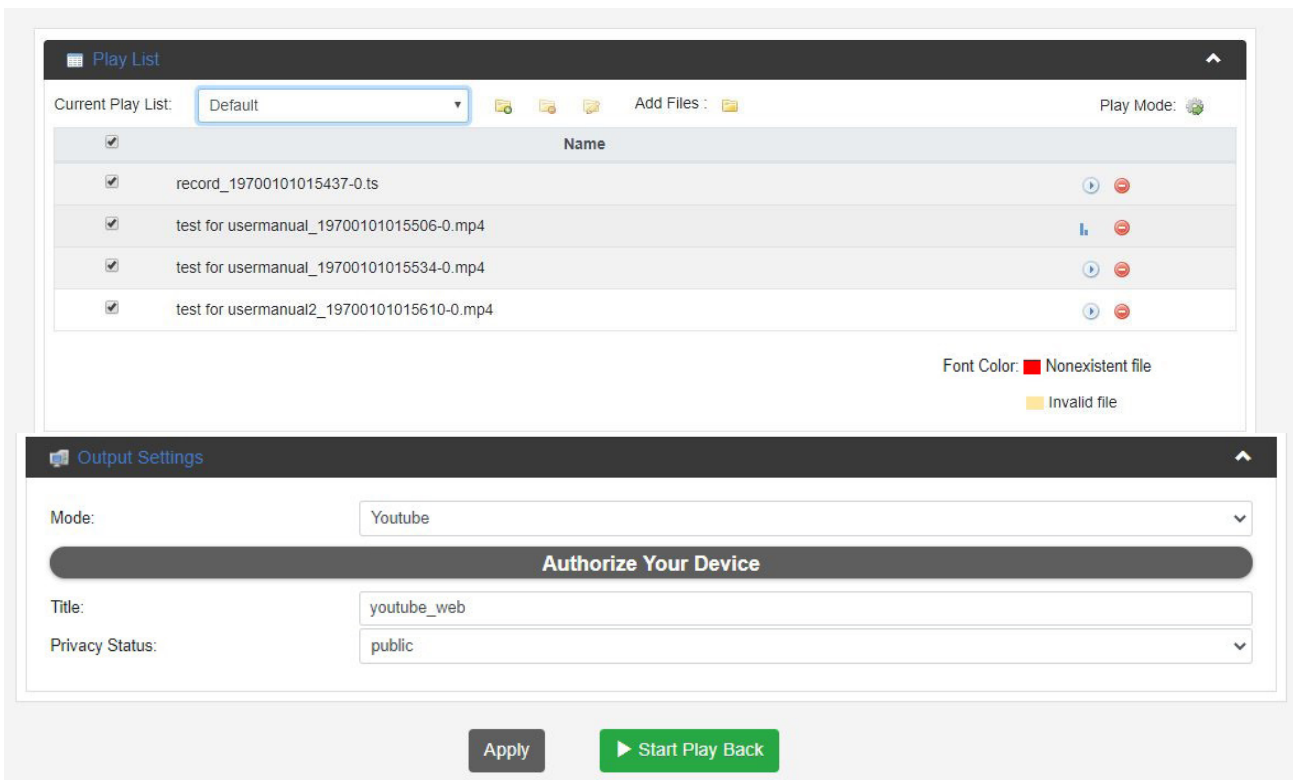 Play List
Current Play List: Default Add Files : Play Mode:
Name
record_19700101015437-0.ts
test for usermanual_19700101015506-0.mp4
test for usermanual_19700101015534-0.mp4
test for usermanual2_19700101015610-0.mp4
Font Color: Nonexistent file
Invalid file
Output Settings
Mode: Youtube
Authorize Your Device
Title: youtube_web
Privacy Status: public
Apply Start Play Back